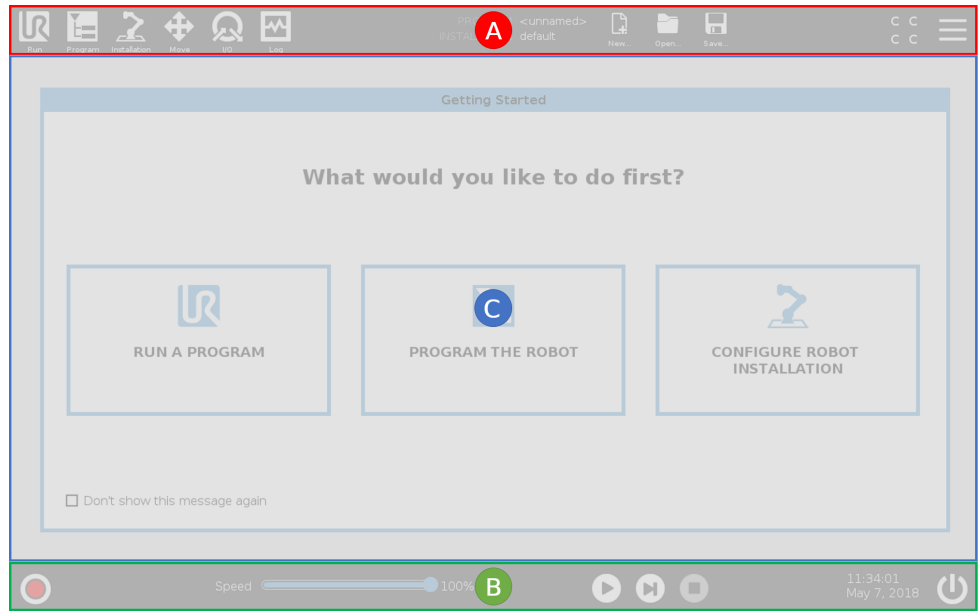 Run Program Installation Move I/O Log
<unnamed>
default
New... Open... Save...
C C
C C
A
Getting Started
What would you like to do first?
RUN A PROGRAM
PROGRAM THE ROBOT
CONFIGURE ROBOT
INSTALLATION
C
Don't show this message again
Speed 100%
B
11:34:01
May 7, 2018